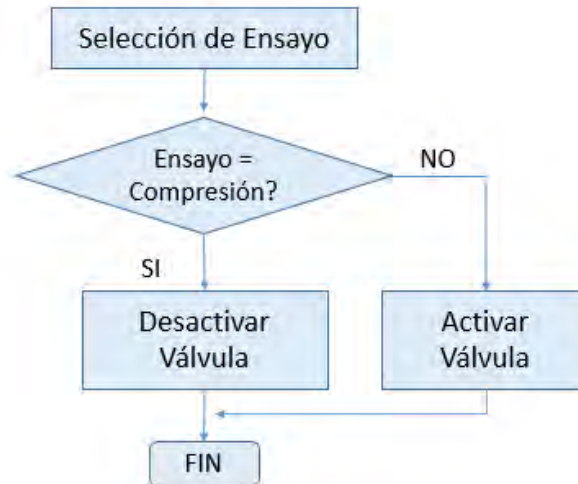 Selección de Ensayo
Ensayo =
Compresión?
NO
SI
Desactivar
Válvula
Activar
Válvula
FIN